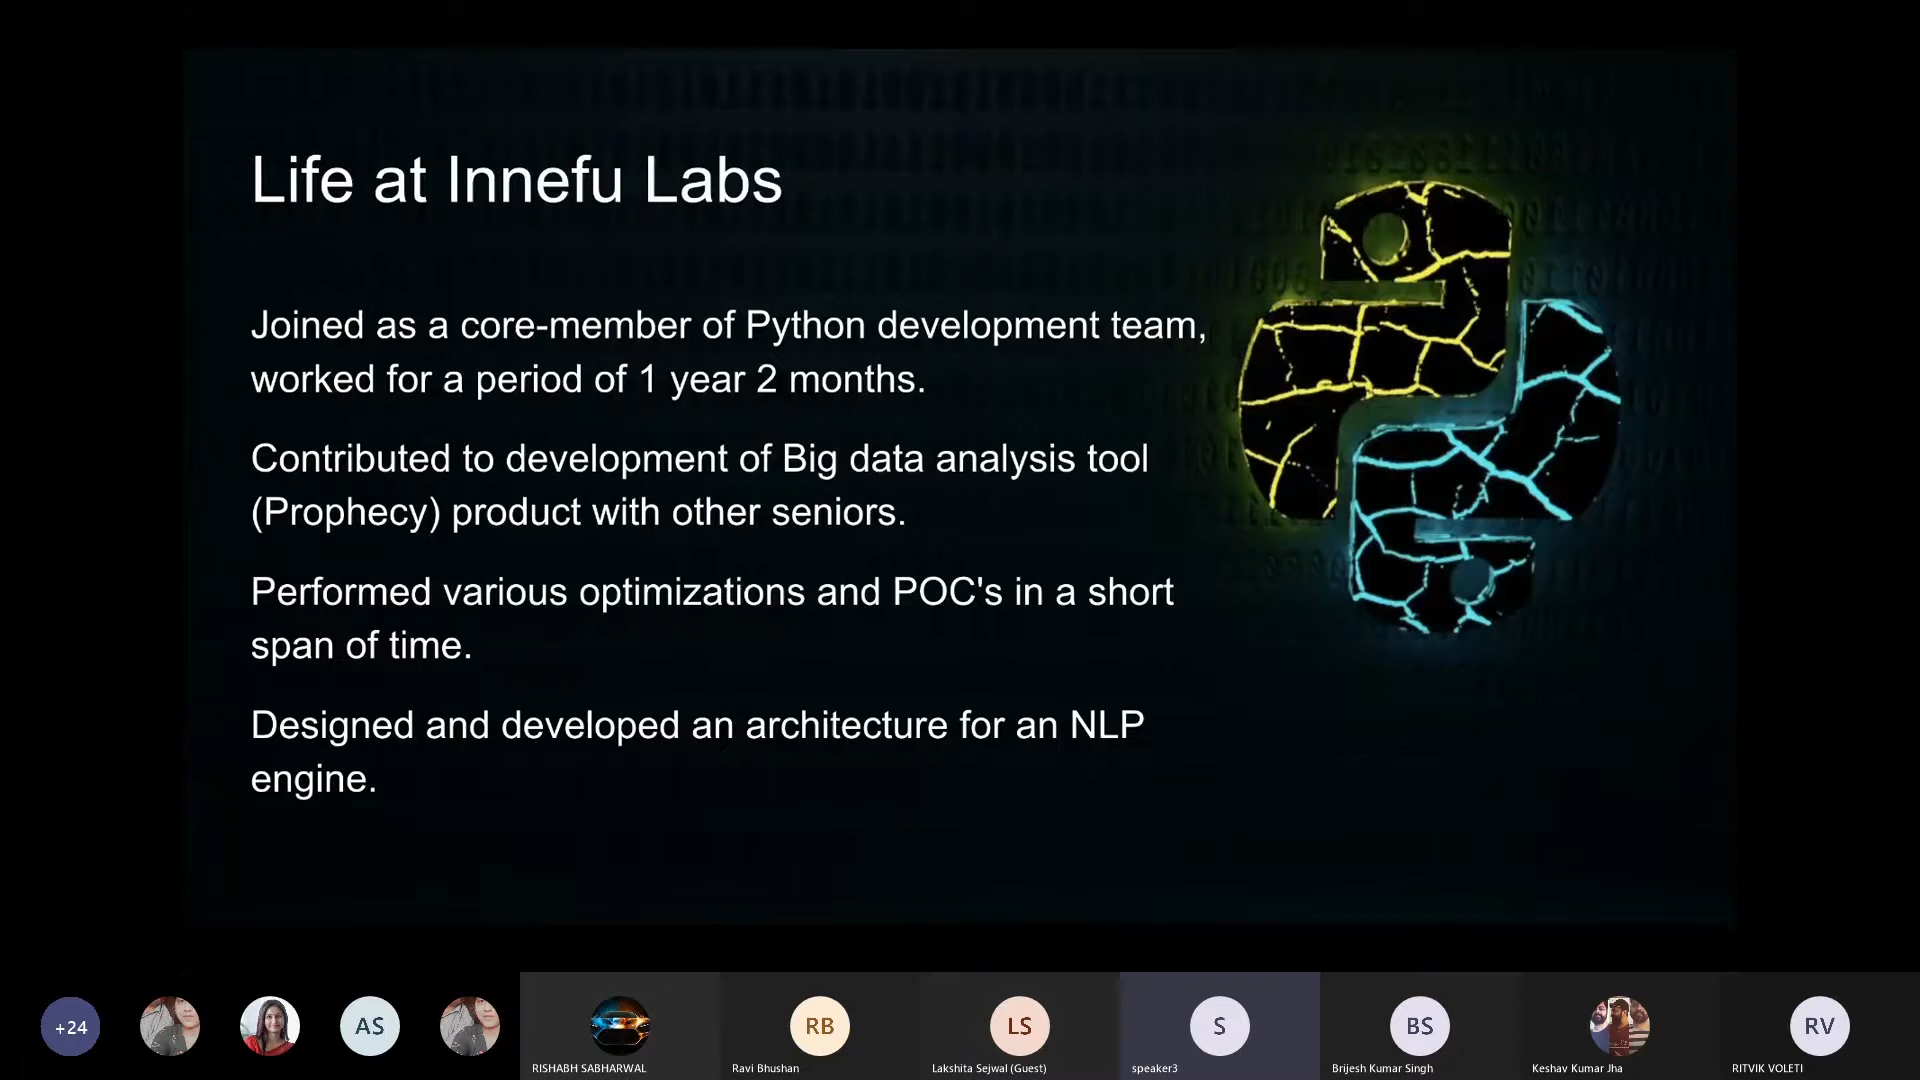 Life at Innefu Labs
Joined as a core-member of Python development team,
worked for a period of 1 year 2 months.
Contributed to development of Big data analysis tool
(Prophecy) product with other seniors.
Performed various optimizations and POC's in a short
span of time.
Designed and developed an architecture for an NLP
engine.
+24
AS
RB
LS
S
BS
RV
RISHABH SABHARWAL
Ravi Bhushan
Lakshita Sejwal (Guest)
speaker3
Brijesh Kumar Singh
Keshav Kumar Jha
RITVIK VOLETI